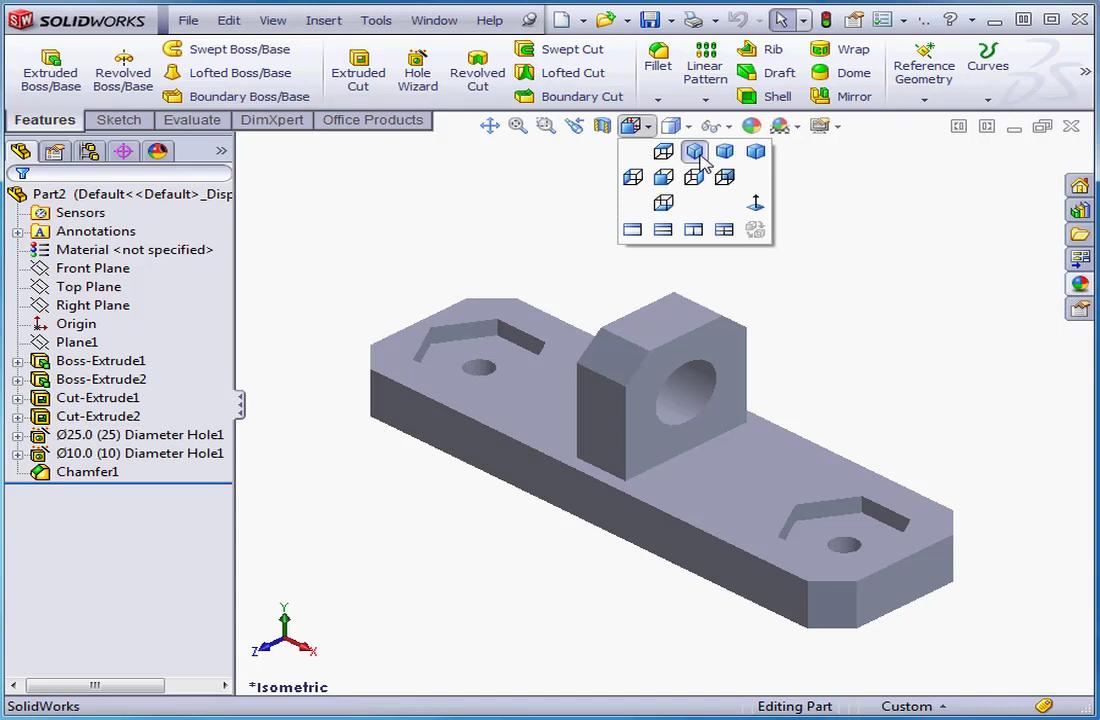 SW SOLIDWORKS File Edit View Insert Tools Window Help
Extruded Boss/Base
Revolved Boss/Base
Swept Boss/Base
Lofted Boss/Base
Boundary Boss/Base
Extruded Cut
Hole Wizard
Revolved Cut
Swept Cut
Lofted Cut
Boundary Cut
Fillet
Linear Pattern
Rib
Draft
Shell
Wrap
Dome
Mirror
Reference Geometry
Curves
Features Sketch Evaluate DimXpert Office Products
Part2 (Default<<Default>_Disp
Sensors
Annotations
Material <not specified>
Front Plane
Top Plane
Right Plane
Origin
Plane1
Boss-Extrude1
Boss-Extrude2
Cut-Extrude1
Cut-Extrude2
Ø25.0 (25) Diameter Hole1
Ø10.0 (10) Diameter Hole1
Chamfer1
Y
Z
X
*Isometric
SolidWorks Editing Part Custom